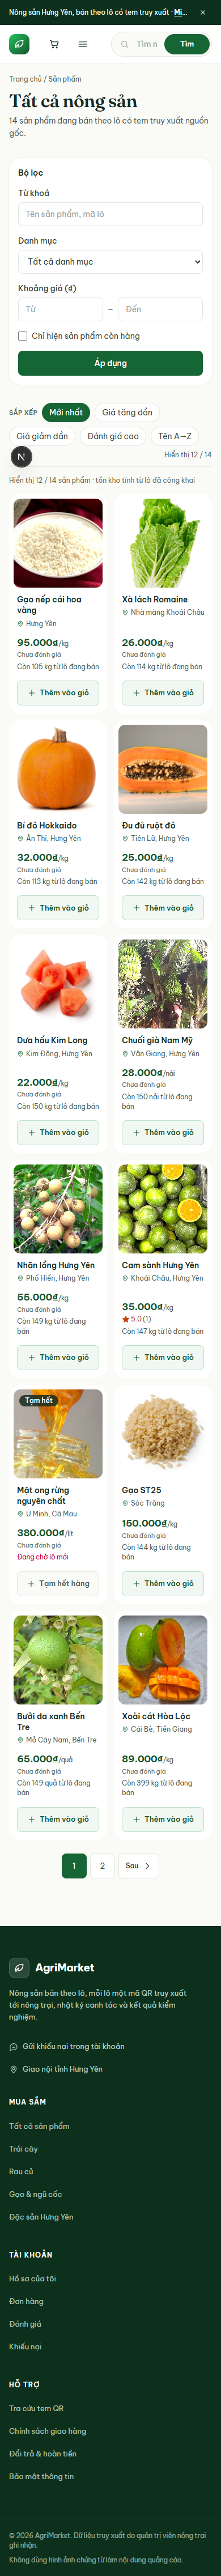 Nông sản Hưng Yên, bán theo lô có tem truy xuất · Mi...
Tìm n
Tìm
Trang chủ / Sản phẩm
Tất cả nông sản
14 sản phẩm đang bán theo lô có tem truy xuất nguồn
gốc.
Bộ lọc
Từ khoá
Tên sản phẩm, mã lô
Danh mục
Tất cả danh mục
Khoảng giá (₫)
Từ
–
Đến
Chỉ hiện sản phẩm còn hàng
Áp dụng
SẮP XẾP
Mới nhất
Giá tăng dần
Giá giảm dần
Đánh giá cao
Tên A→Z
N
Hiển thị 12 / 14
Hiển thị 12 / 14 sản phẩm · tồn kho tính từ lô đã công khai
Gạo nếp cái hoa
vàng
Hưng Yên
95.000₫/kg
Chưa đánh giá
Còn 105 kg từ lô đang bán
Thêm vào giỏ
Xà lách Romaine
Nhà màng Khoái Châu
26.000₫/kg
Chưa đánh giá
Còn 114 kg từ lô đang bán
Thêm vào giỏ
Bí đỏ Hokkaido
Ân Thi, Hưng Yên
32.000₫/kg
Chưa đánh giá
Còn 113 kg từ lô đang bán
Thêm vào giỏ
Đu đủ ruột đỏ
Tiên Lữ, Hưng Yên
25.000₫/kg
Chưa đánh giá
Còn 142 kg từ lô đang bán
Thêm vào giỏ
Dưa hấu Kim Long
Kim Động, Hưng Yên
22.000₫/kg
Chưa đánh giá
Còn 150 kg từ lô đang bán
Thêm vào giỏ
Chuối già Nam Mỹ
Văn Giang, Hưng Yên
28.000₫/nải
Chưa đánh giá
Còn 150 nải từ lô đang
bán
Thêm vào giỏ
Nhãn lồng Hưng Yên
Phố Hiến, Hưng Yên
55.000₫/kg
Chưa đánh giá
Còn 149 kg từ lô đang
bán
Thêm vào giỏ
Cam sành Hưng Yên
Khoái Châu, Hưng Yên
35.000₫/kg
5.0 (1)
Còn 147 kg từ lô đang bán
Thêm vào giỏ
Tạm hết
Mật ong rừng
nguyên chất
U Minh, Cà Mau
380.000₫/lít
Chưa đánh giá
Đang chờ lô mới
Tạm hết hàng
Gạo ST25
Sóc Trăng
150.000₫/kg
Chưa đánh giá
Còn 144 kg từ lô đang
bán
Thêm vào giỏ
Bưởi da xanh Bến
Tre
Mỏ Cày Nam, Bến Tre
65.000₫/quả
Chưa đánh giá
Còn 149 quả từ lô đang
bán
Thêm vào giỏ
Xoài cát Hòa Lộc
Cái Bè, Tiền Giang
89.000₫/kg
Chưa đánh giá
Còn 399 kg từ lô đang
bán
Thêm vào giỏ
1
2
Sau
AgriMarket
Nông sản bán theo lô, mỗi lô một mã QR truy xuất
tới nông trại, nhật ký canh tác và kết quả kiểm
nghiệm.
Gửi khiếu nại trong tài khoản
Giao nội tỉnh Hưng Yên
MUA SẮM
Tất cả sản phẩm
Trái cây
Rau củ
Gạo & ngũ cốc
Đặc sản Hưng Yên
TÀI KHOẢN
Hồ sơ của tôi
Đơn hàng
Đánh giá
Khiếu nại
HỖ TRỢ
Tra cứu tem QR
Chính sách giao hàng
Đổi trả & hoàn tiền
Bảo mật thông tin
© 2026 AgriMarket. Dữ liệu truy xuất do quản trị viên nông trại
ghi nhận.
Không dùng hình ảnh chứng từ làm nội dung quảng cáo.